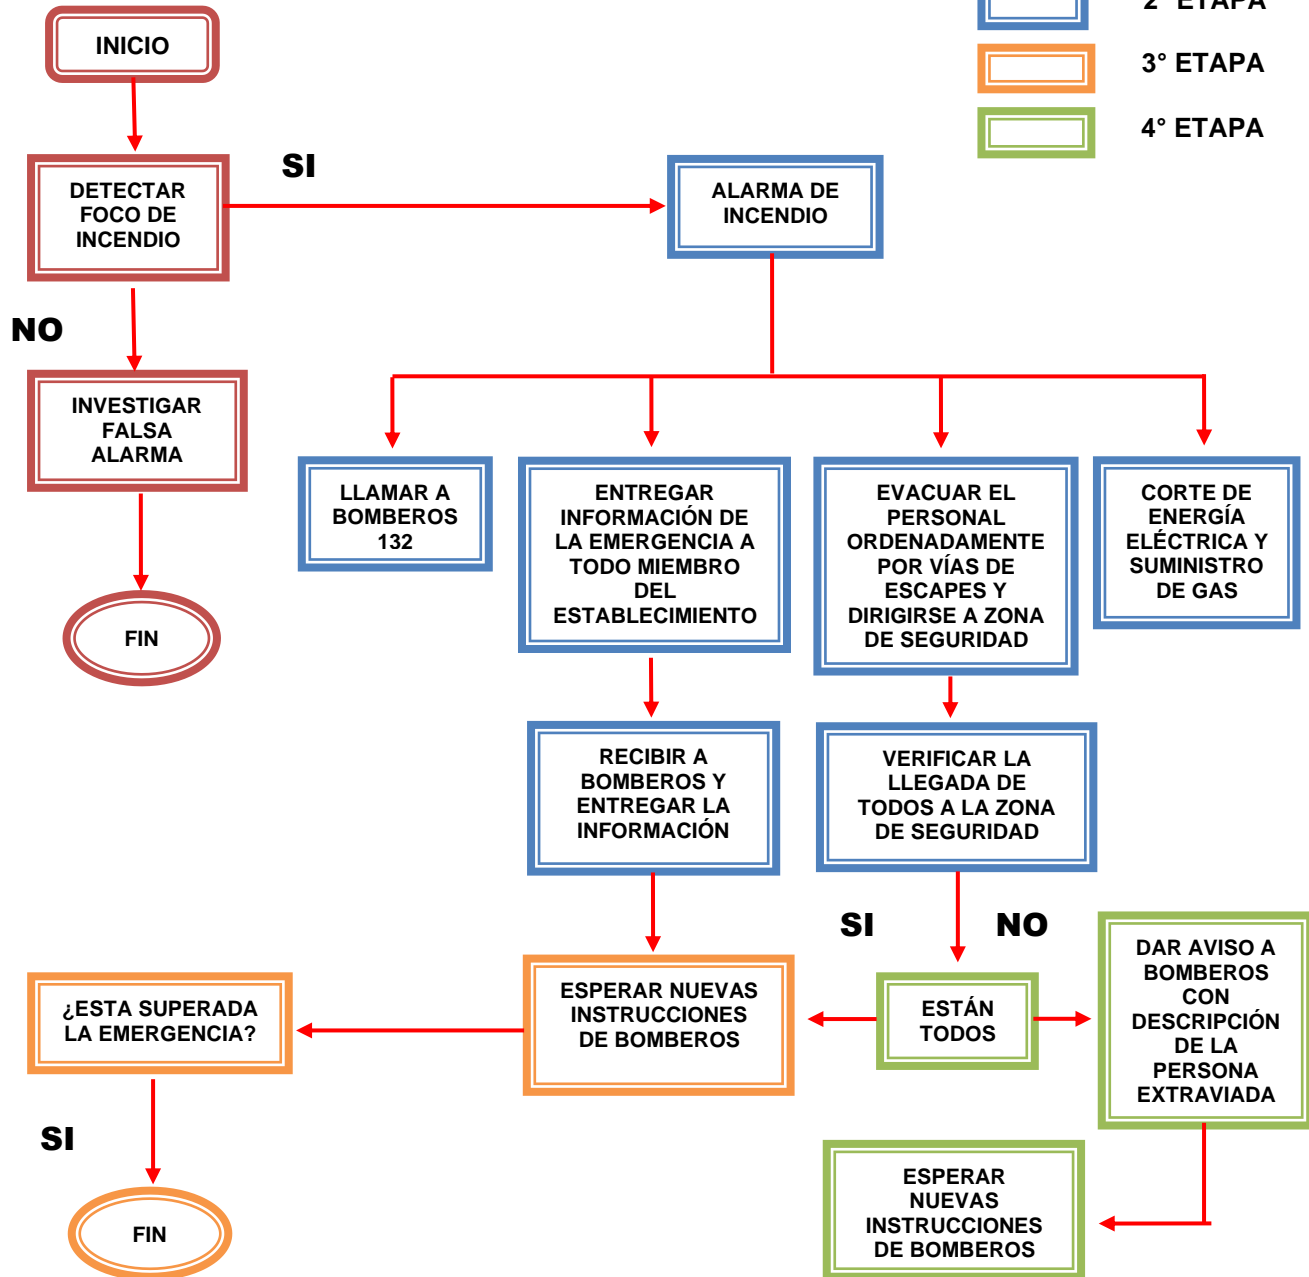 2° ETAPA
INICIO
3° ETAPA
4° ETAPA
SI
DETECTAR
FOCO DE
INCENDIO
ALARMA DE
INCENDIO
NO
INVESTIGAR
FALSA
ALARMA
LLAMAR A
BOMBEROS
132
ENTREGAR
INFORMACIÓN DE
LA EMERGENCIA A
TODO MIEMBRO
DEL
ESTABLECIMIENTO
EVACUAR EL
PERSONAL
ORDENADAMENTE
POR VÍAS DE
ESCAPES Y
DIRIGIRSE A ZONA
DE SEGURIDAD
CORTE DE
ENERGÍA
ELÉCTRICA Y
SUMINISTRO
DE GAS
FIN
RECIBIR A
BOMBEROS Y
ENTREGAR LA
INFORMACIÓN
VERIFICAR LA
LLEGADA DE
TODOS A LA ZONA
DE SEGURIDAD
SI
NO
¿ESTA SUPERADA
LA EMERGENCIA?
ESPERAR NUEVAS
INSTRUCCIONES
DE BOMBEROS
ESTÁN
TODOS
DAR AVISO A
BOMBEROS
CON
DESCRIPCIÓN
DE LA
PERSONA
EXTRAVIADA
SI
FIN
ESPERAR
NUEVAS
INSTRUCCIONES
DE BOMBEROS